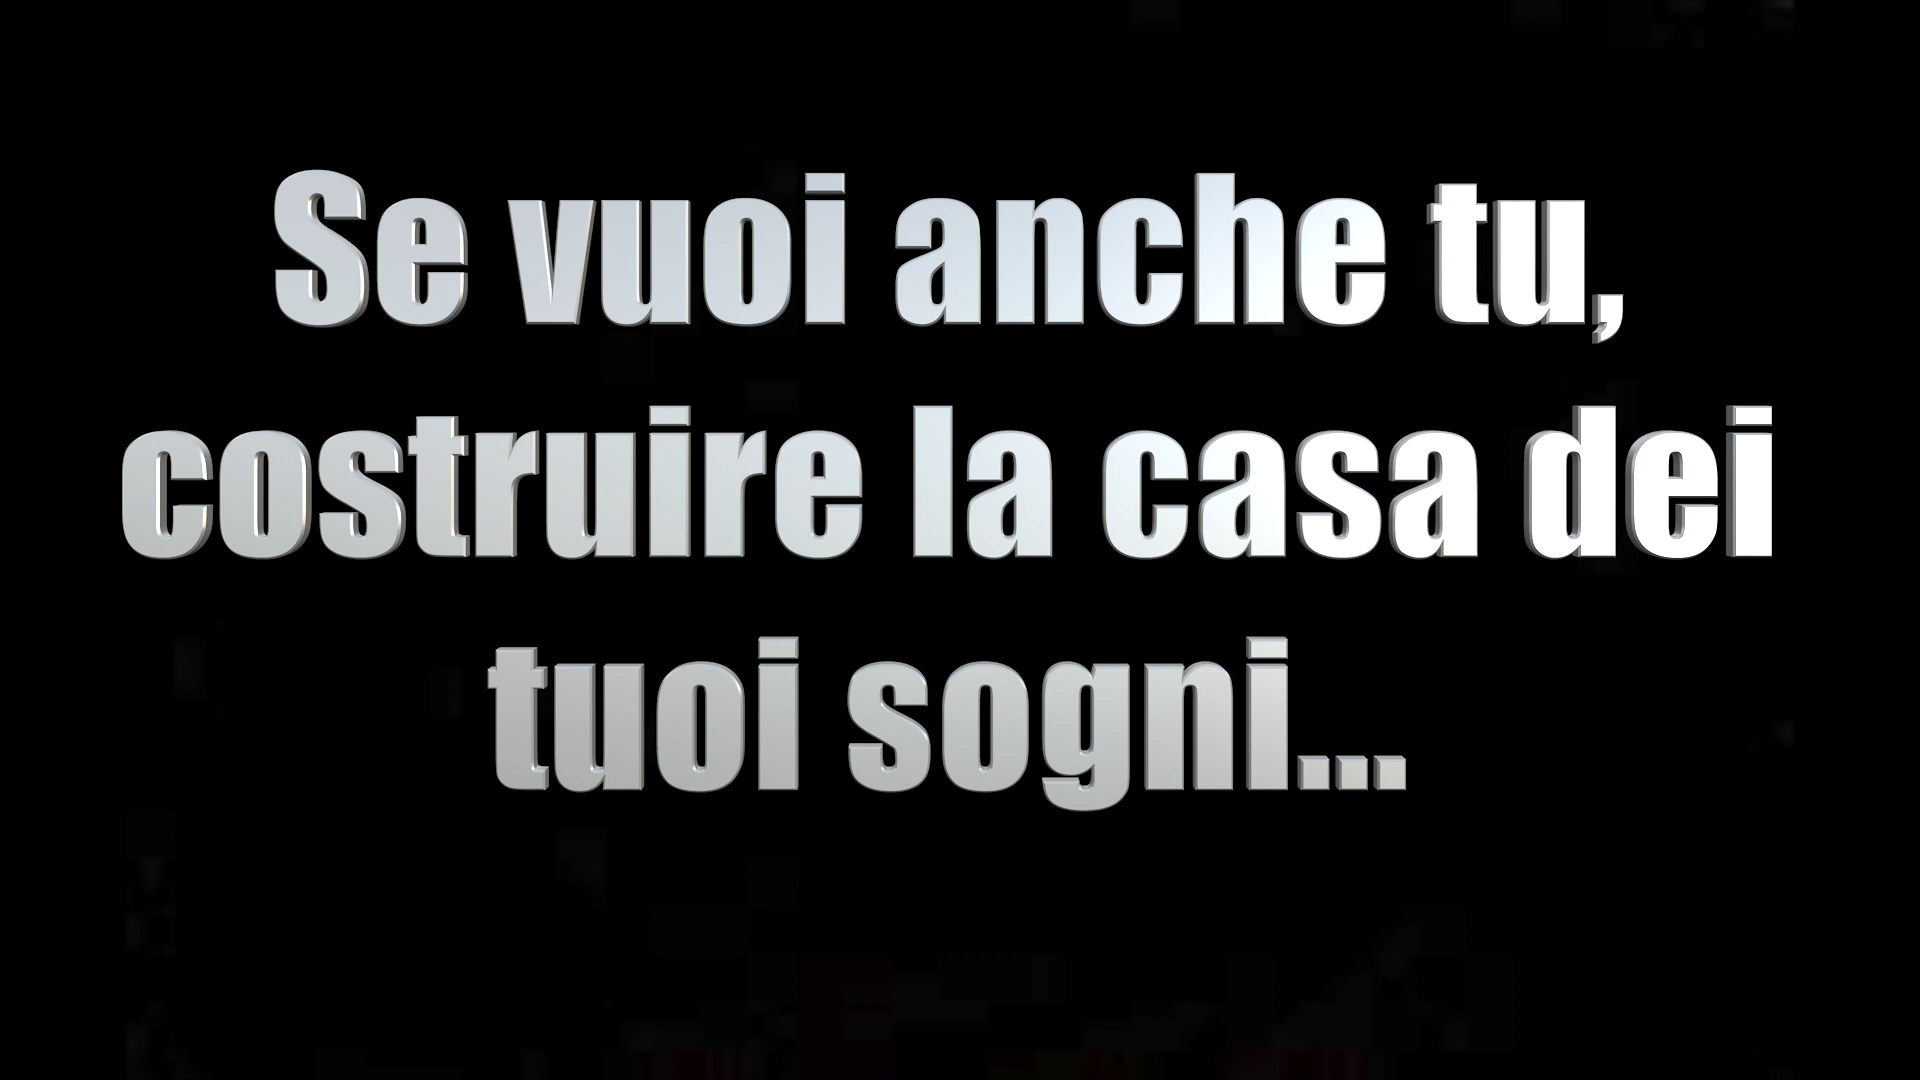 Se vuoi anche tu,
costruire la casa dei
tuoi sogni...